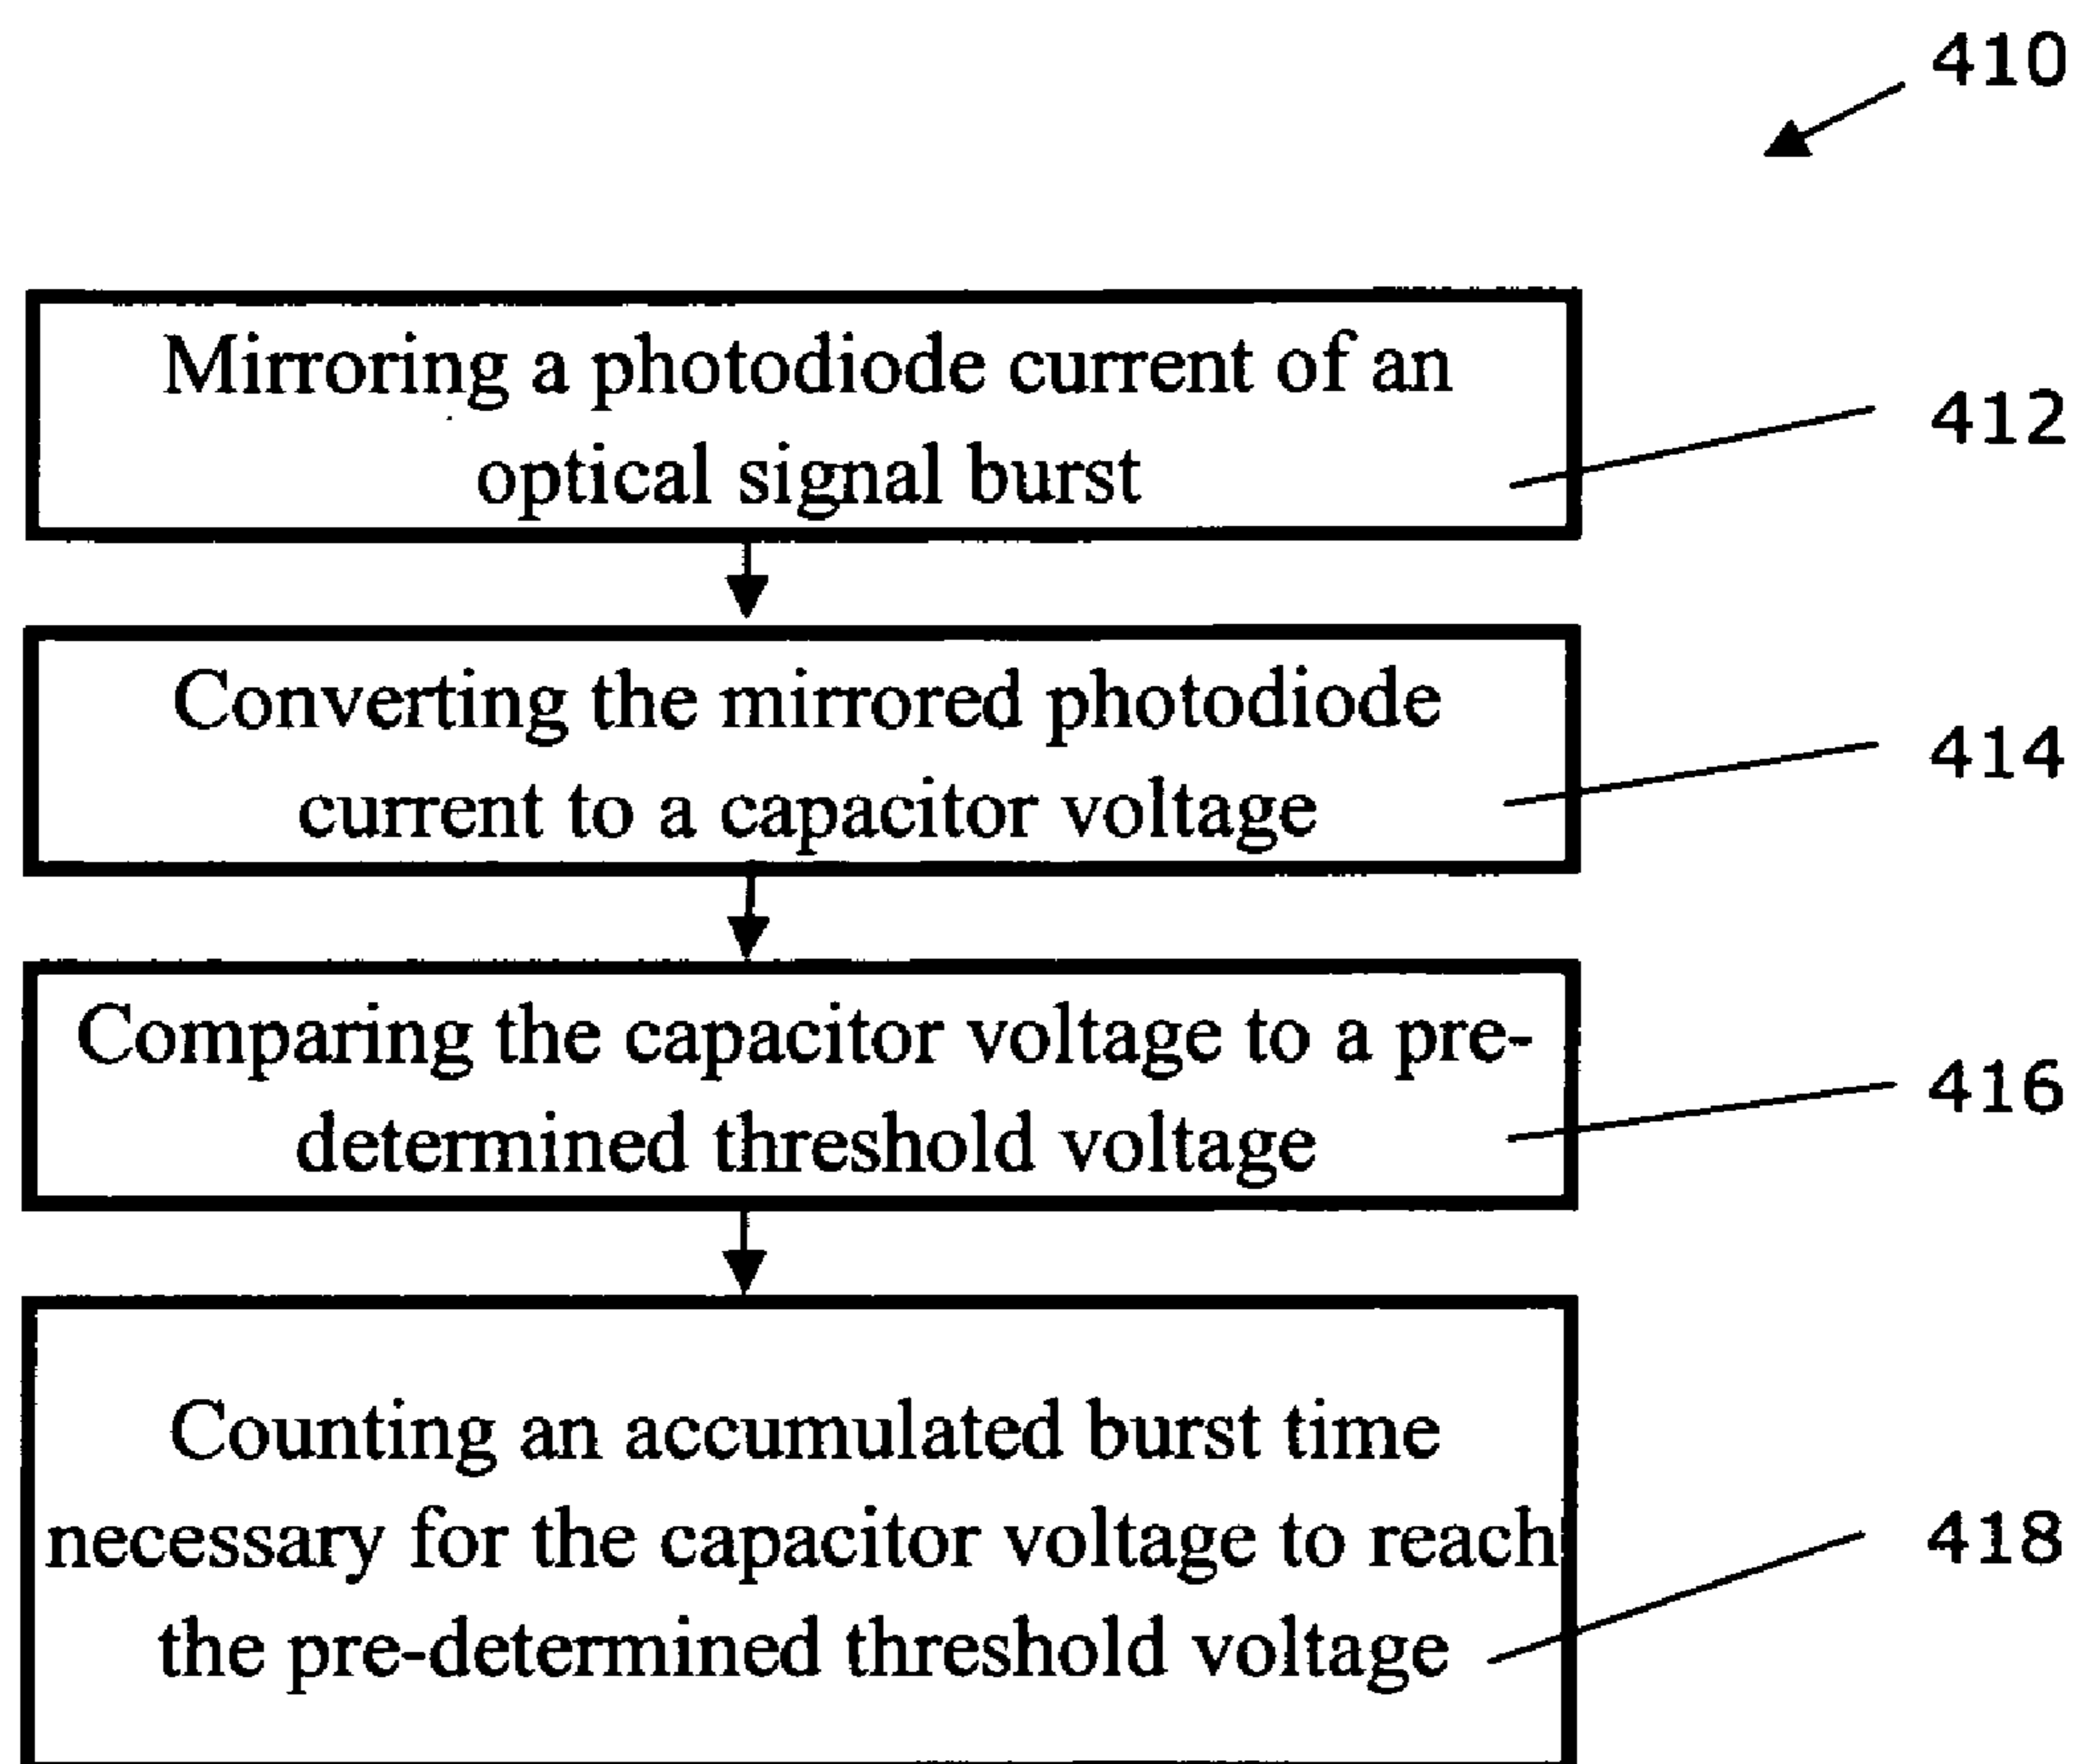 410
Mirroring a photodiode current of an
optical signal burst
412
Converting the mirrored photodiode
current to a capacitor voltage
414
Comparing the capacitor voltage to a pre-
determined threshold voltage
416
Counting an accumulated burst time
necessary for the capacitor voltage to reach
the pre-determined threshold voltage
418